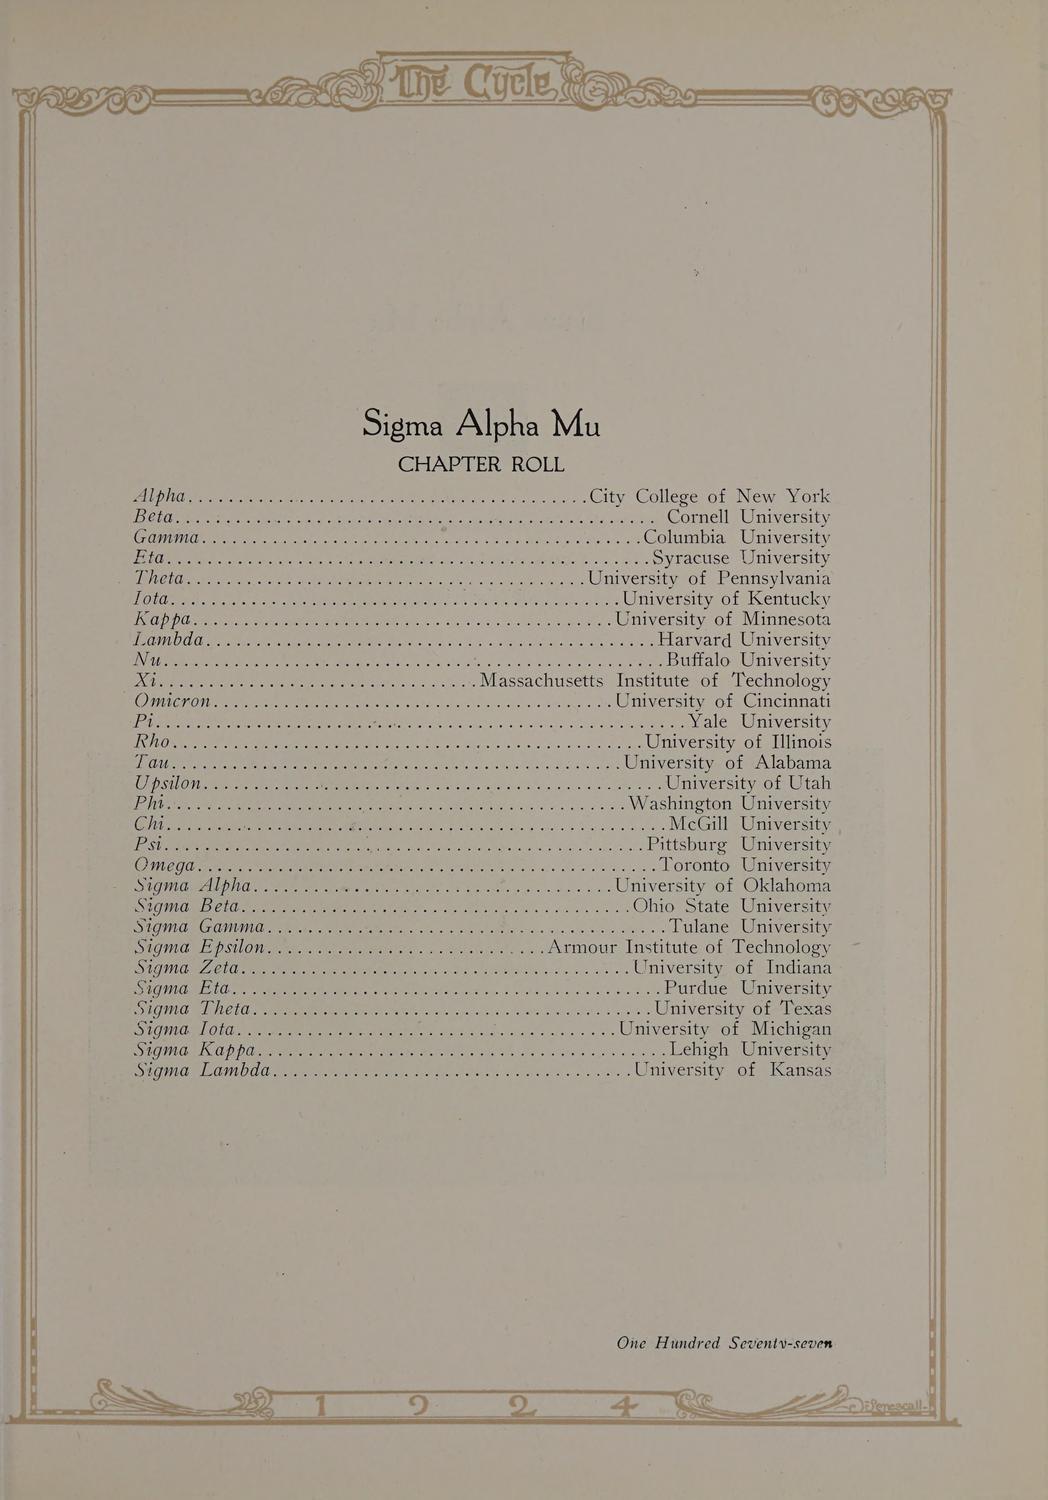 The Cycle
Sigma Alpha Mu
CHAPTER ROLL
Alpha........................................City College of New York
Beta........................................Cornell University
Gamma........................................Columbia University
Eta........................................Syracuse University
Theta........................................University of Pennsylvania
Iota........................................University of Kentucky
Kappa........................................University of Minnesota
Lambda........................................Harvard University
Nu........................................Buffalo University
Xi........................................Massachusetts Institute of Technology
Omicron........................................University of Cincinnati
Pi........................................Yale University
Rho........................................University of Illinois
Tau........................................University of Alabama
Upsilon........................................University of Utah
Phi........................................Washington University
Chi........................................McGill University
Psi........................................Pittsburg University
Omega........................................Toronto University
Sigma Alpha........................................University of Oklahoma
Sigma Beta........................................Ohio State University
Sigma Gamma........................................Tulane University
Sigma Epsilon........................................Armour Institute of Technology
Sigma Zeta........................................University of Indiana
Sigma Eta........................................Purdue University
Sigma Theta........................................University of Texas
Sigma Iota........................................University of Michigan
Sigma Kappa........................................Lehigh University
Sigma Lambda........................................University of Kansas
One Hundred Seventy-seven
1 9 2 4